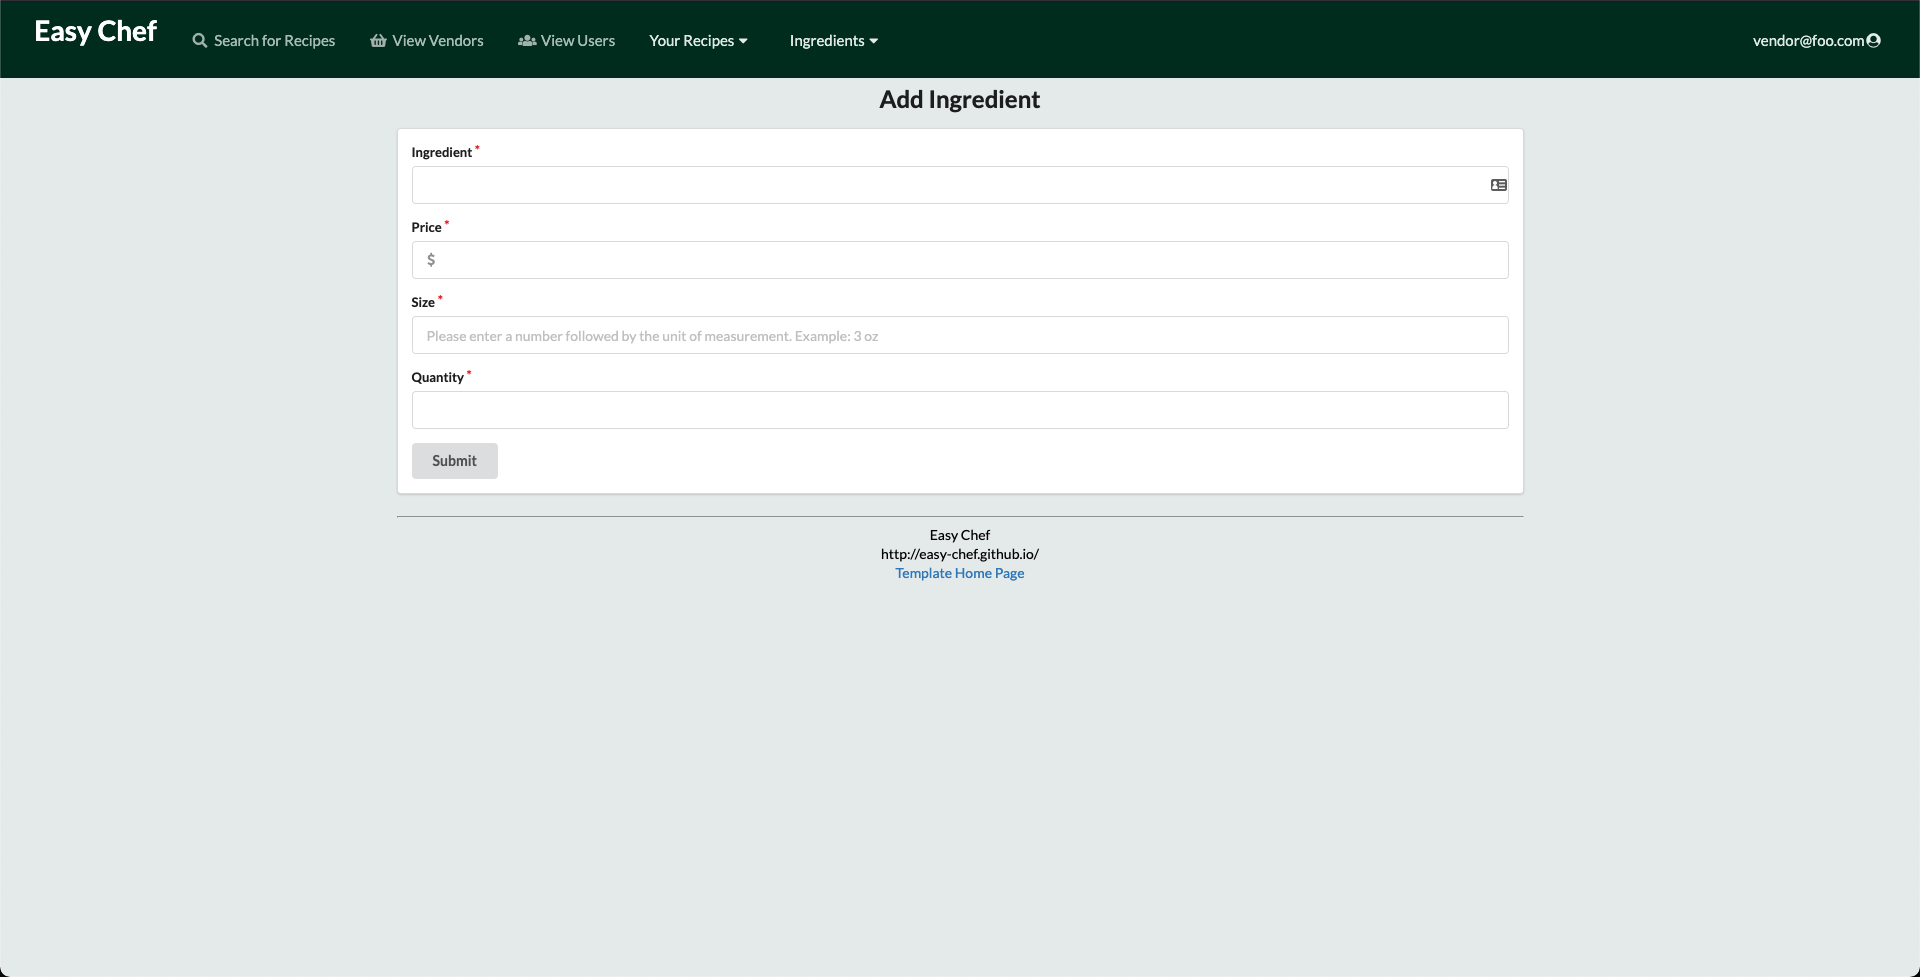 Easy Chef
Search for Recipes
View Vendors
View Users
Your Recipes
Ingredients
vendor@foo.com
Add Ingredient
Ingredient *
Price *
$
Size *
Please enter a number followed by the unit of measurement. Example: 3 oz
Quantity *
Submit
Easy Chef
http://easy-chef.github.io/
Template Home Page